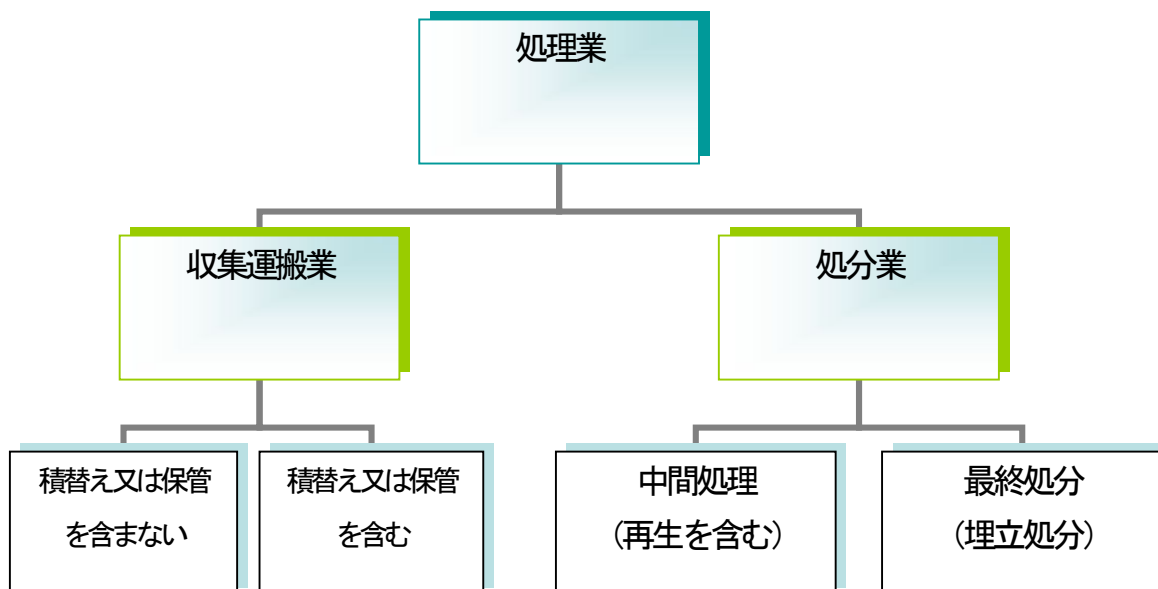 処理業
収集運搬業
処分業
積替え又は保管
を含まない
積替え又は保管
を含む
中間処理
（再生を含む）
最終処分
（埋立処分）